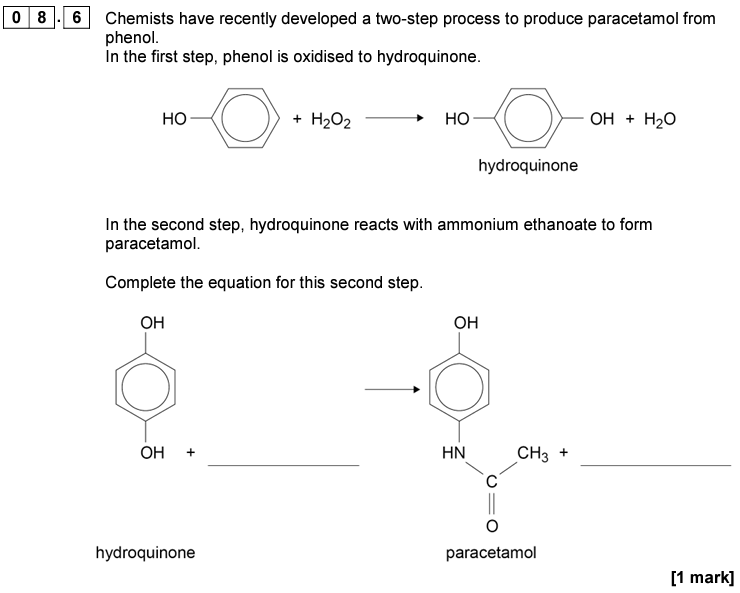 0 8 . 6 Chemists have recently developed a two-step process to produce paracetamol from
phenol.
In the first step, phenol is oxidised to hydroquinone.
HO + H₂O₂ HO OH + H₂O
hydroquinone
In the second step, hydroquinone reacts with ammonium ethanoate to form
paracetamol.
Complete the equation for this second step.
OH OH
OH + HN CH₃ +
C
O
hydroquinone paracetamol
[1 mark]